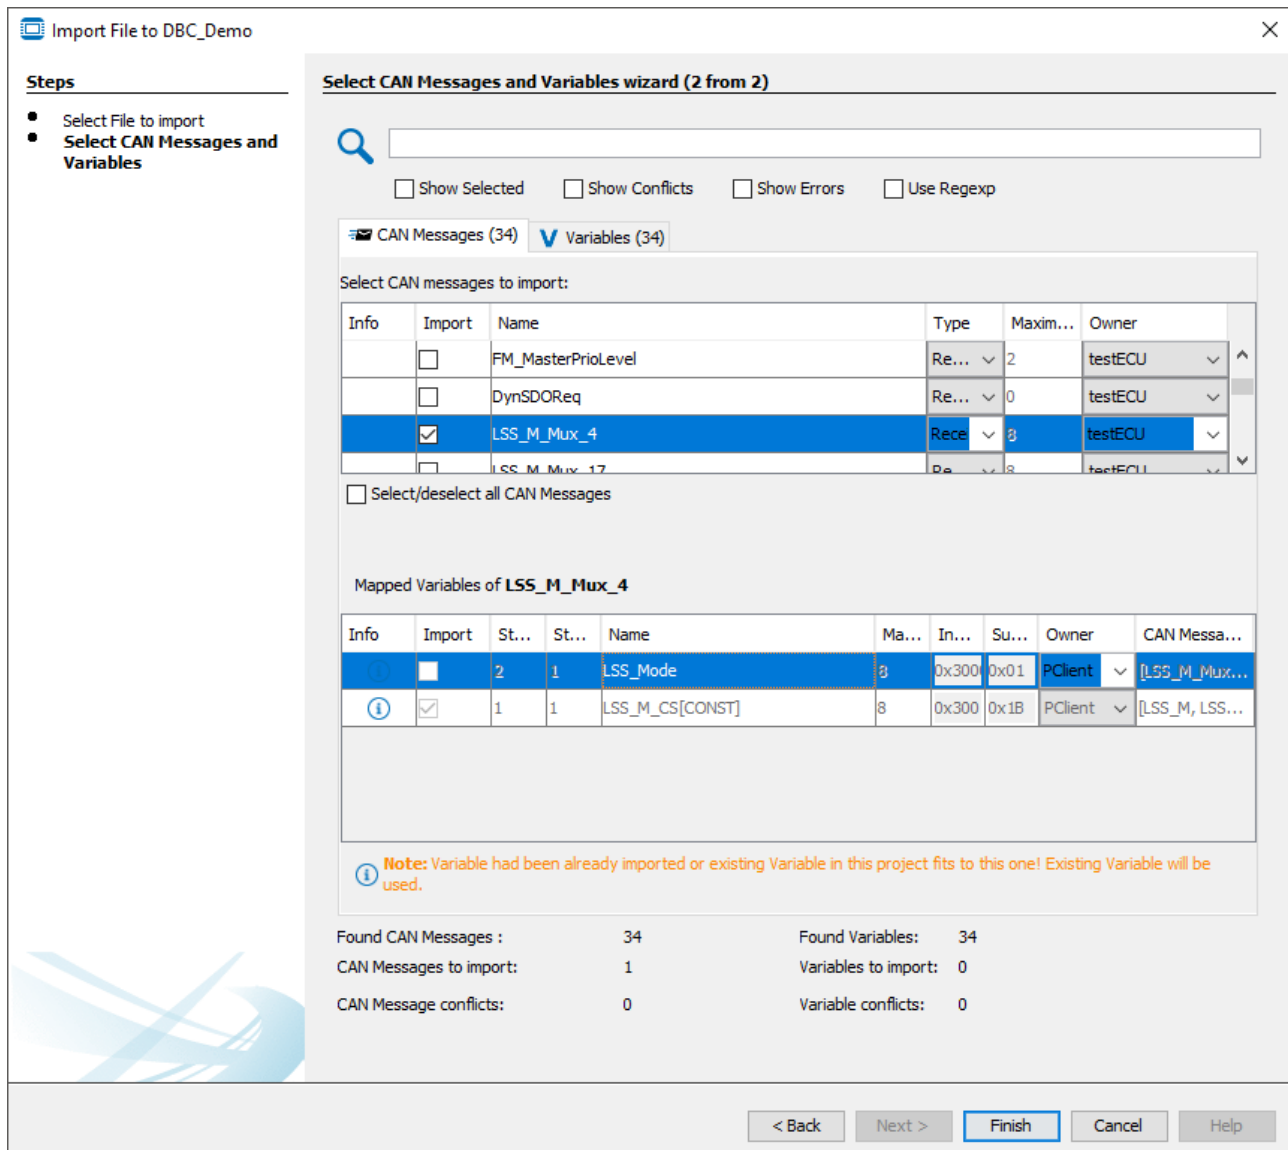 Import File to DBC_Demo
Steps
Select File to import
Select CAN Messages and
Variables
Select CAN Messages and Variables wizard (2 from 2)
Show Selected Show Conflicts Show Errors Use Regexp
CAN Messages (34) Variables (34)
Select CAN messages to import:
Info Import Name Type Maxim... Owner
FM_MasterPrioLevel Re... 2 testECU
DynSDOReq Re... 0 testECU
LSS_M_Mux_4 Rece 8 testECU
LSS_M_Mux_17 Re... 8 testECU
Select/deselect all CAN Messages
Mapped Variables of LSS_M_Mux_4
Info Import St... St... Name Ma... In... Su... Owner CAN Messa...
2 1 LSS_Mode 8 0x300 0x01 PClient [LSS_M_Mux...
1 1 LSS_M_CS[CONST] 8 0x300 0x1B PClient [LSS_M, LSS...
Note: Variable had been already imported or existing Variable in this project fits to this one! Existing Variable will be
used.
Found CAN Messages : 34 Found Variables: 34
CAN Messages to import: 1 Variables to import: 0
CAN Message conflicts: 0 Variable conflicts: 0
< Back Next > Finish Cancel Help